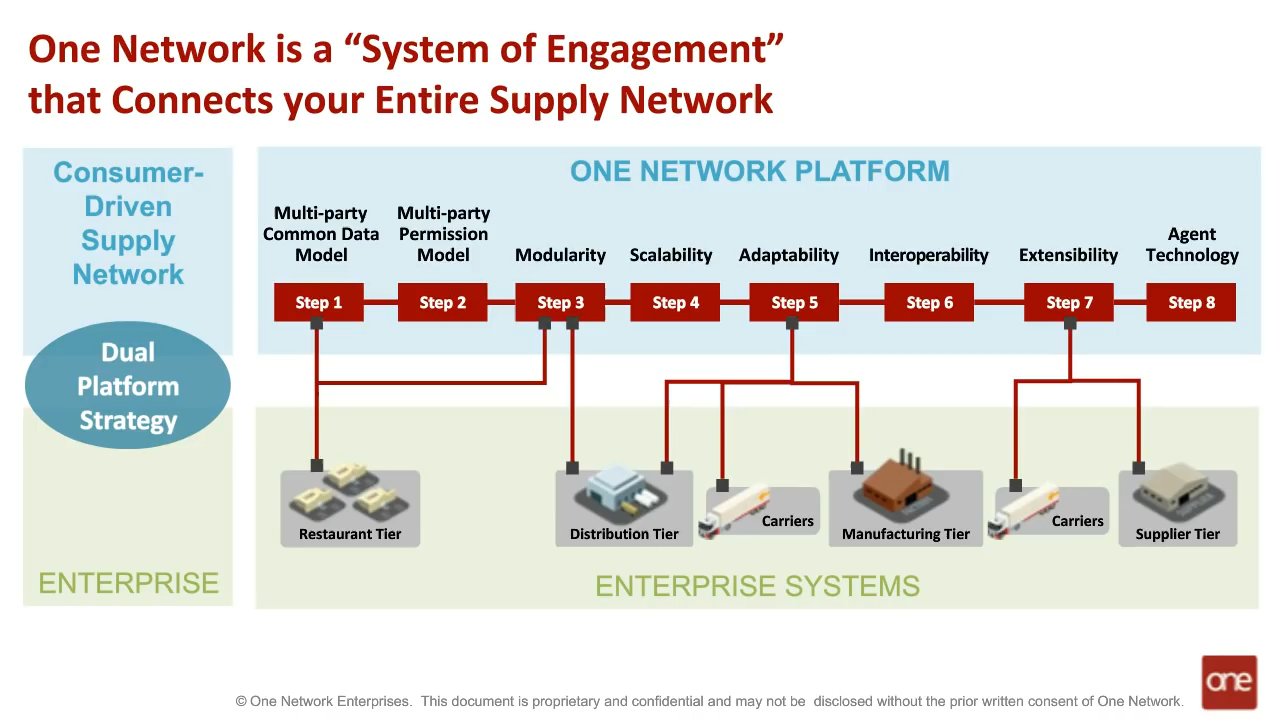 One Network is a “System of Engagement”
that Connects your Entire Supply Network
Consumer-
Driven
Supply
Network
Dual
Platform
Strategy
ENTERPRISE
ONE NETWORK PLATFORM
Multi-party
Common Data
Model
Multi-party
Permission
Model
Modularity
Scalability
Adaptability
Interoperability
Extensibility
Agent
Technology
Step 1
Step 2
Step 3
Step 4
Step 5
Step 6
Step 7
Step 8
Restaurant Tier
Distribution Tier
Carriers
Manufacturing Tier
Carriers
Supplier Tier
ENTERPRISE SYSTEMS
© One Network Enterprises. This document is proprietary and confidential and may not be disclosed without the prior written consent of One Network.
one